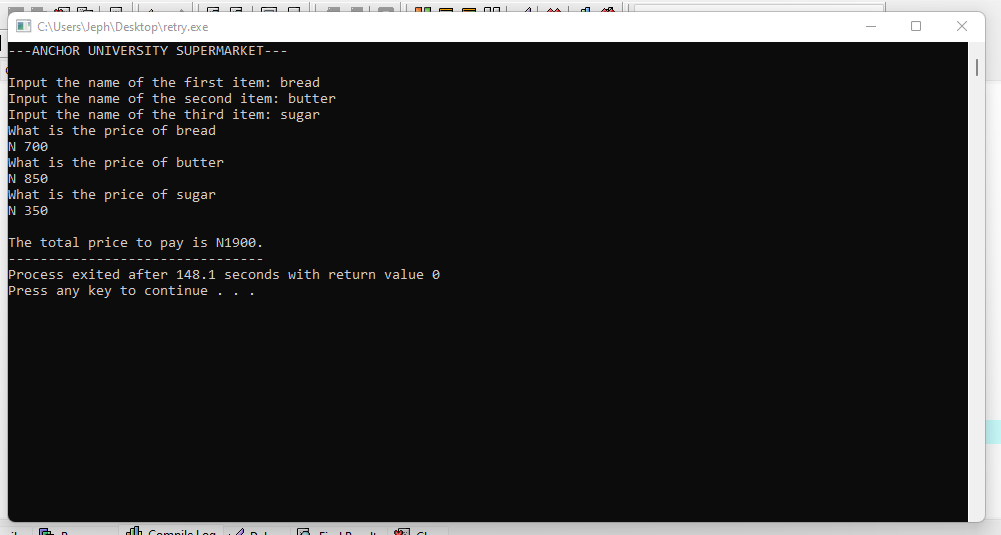 C:\Users\Jeph\Desktop\retry.exe
---ANCHOR UNIVERSITY SUPERMARKET---
Input the name of the first item: bread
Input the name of the second item: butter
Input the name of the third item: sugar
What is the price of bread
N 700
What is the price of butter
N 850
What is the price of sugar
N 350
The total price to pay is N1900.
--------------------------------
Process exited after 148.1 seconds with return value 0
Press any key to continue . . .
Compile Log